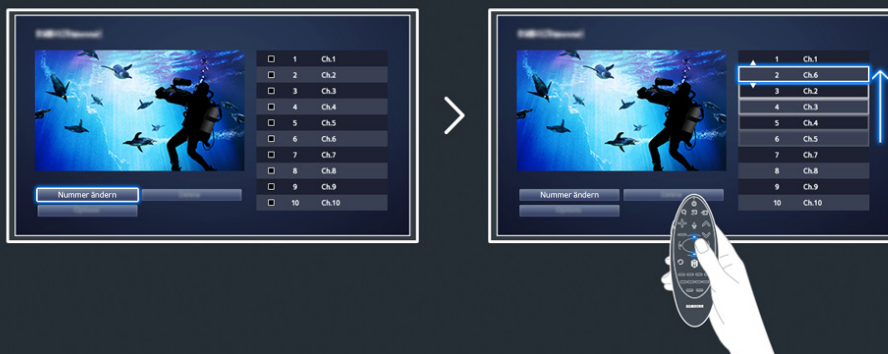 1 Ch.1
2 Ch.2
3 Ch.3
4 Ch.4
5 Ch.5
6 Ch.6
7 Ch.7
8 Ch.8
9 Ch.9
10 Ch.10
Nummer ändern
1 Ch.1
2 Ch.6
3 Ch.2
4 Ch.3
5 Ch.4
6 Ch.5
7 Ch.7
8 Ch.8
9 Ch.9
10 Ch.10
Nummer ändern